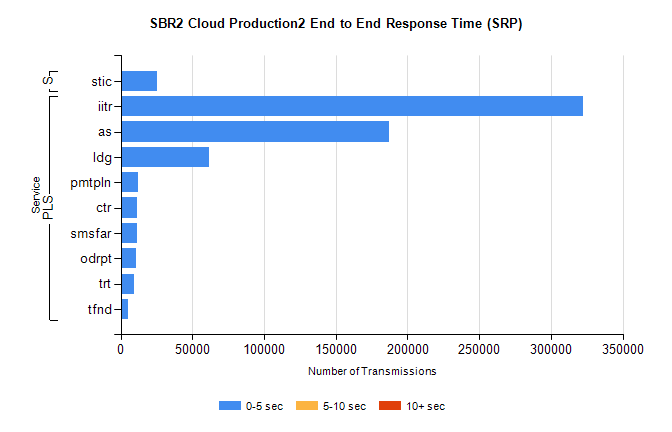 SBR2 Cloud Production2 End to End Response Time (SRP)
Service
S
PLS
stic
iitr
as
ldg
pmtpln
ctr
smsfar
odrpt
trt
tfnd
0 50000 100000 150000 200000 250000 300000 350000
Number of Transmissions
0-5 sec 5-10 sec 10+ sec